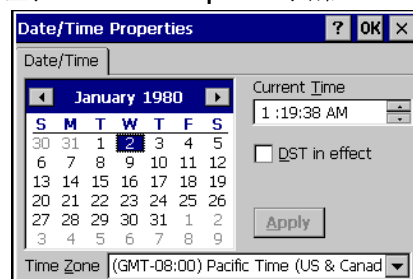 Date/Time Properties ? OK ×
Date/Time
January 1980
S M T W T F S
30 31 1 2 3 4 5
6 7 8 9 10 11 12
13 14 15 16 17 18 19
20 21 22 23 24 25 26
27 28 29 30 31 1 2
3 4 5 6 7 8 9
Current Time
1 :19:38 AM
DST in effect
Apply
Time Zone (GMT-08:00) Pacific Time (US & Canad